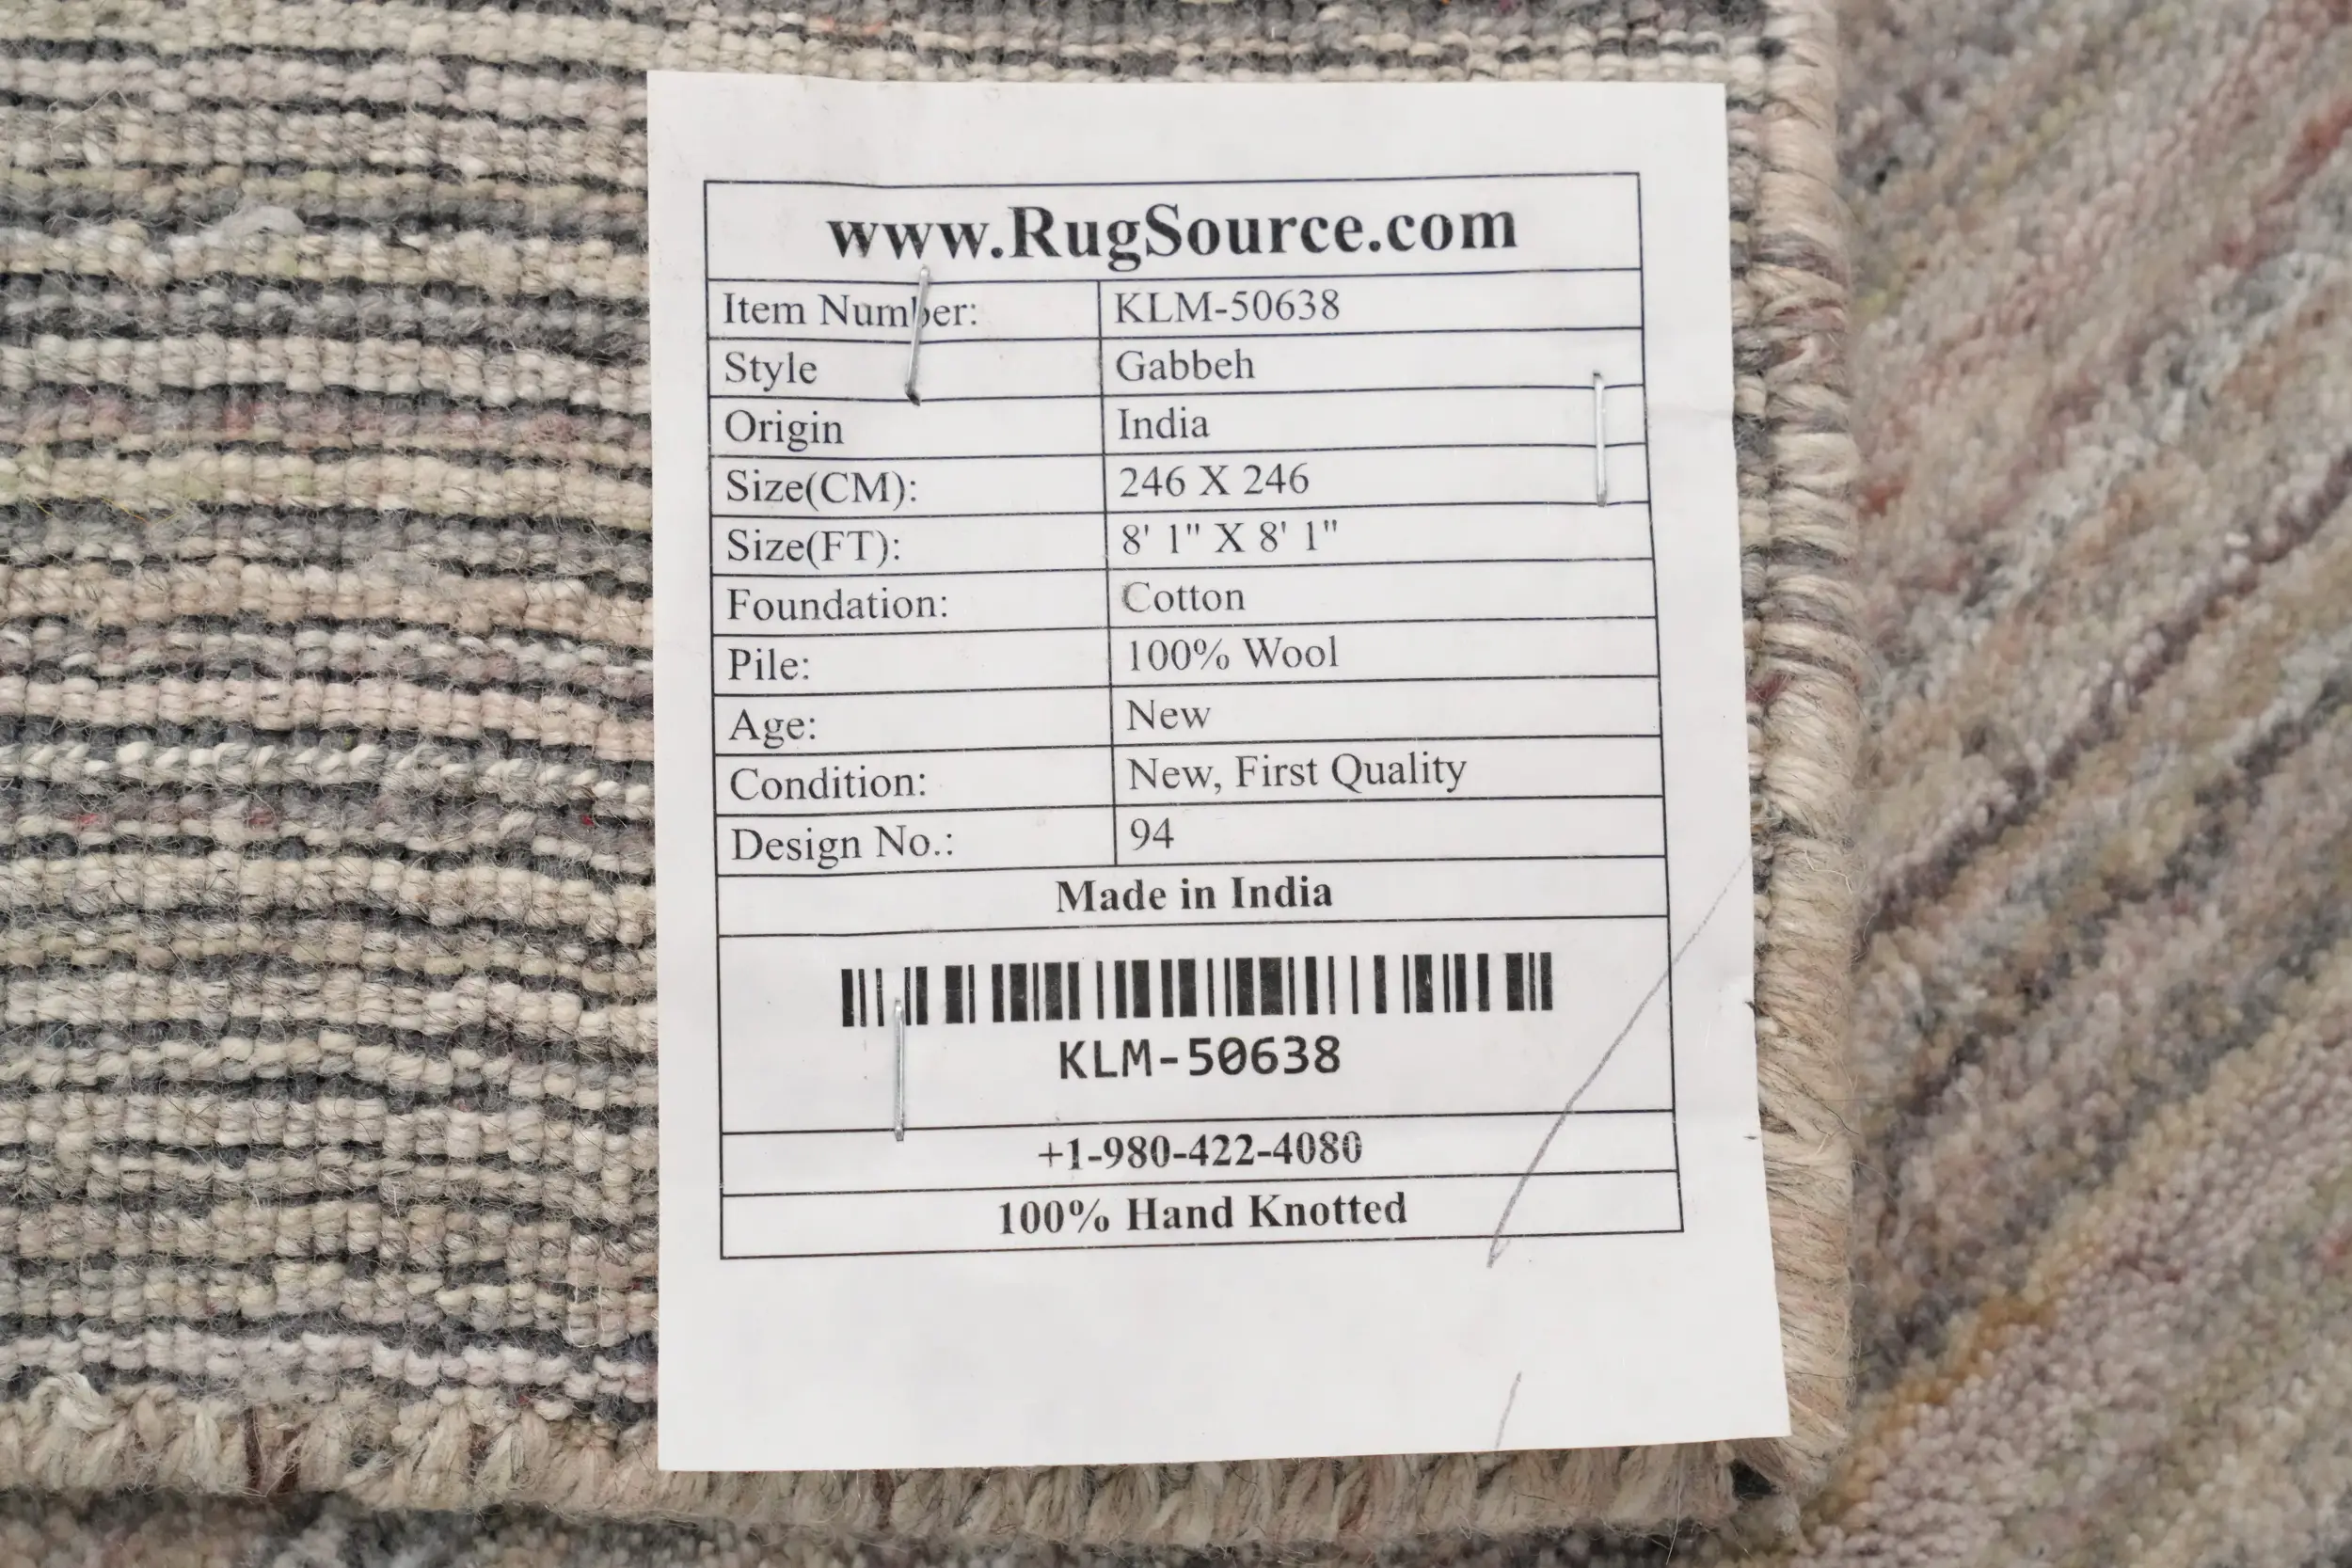 www.RugSource.com
Item Number: KLM-50638
Style Gabbeh
Origin India
Size(CM): 246 X 246
Size(FT): 8' 1" X 8' 1"
Foundation: Cotton
Pile: 100% Wool
Age: New
Condition: New, First Quality
Design No.: 94
Made in India
KLM-50638
+1-980-422-4080
100% Hand Knotted